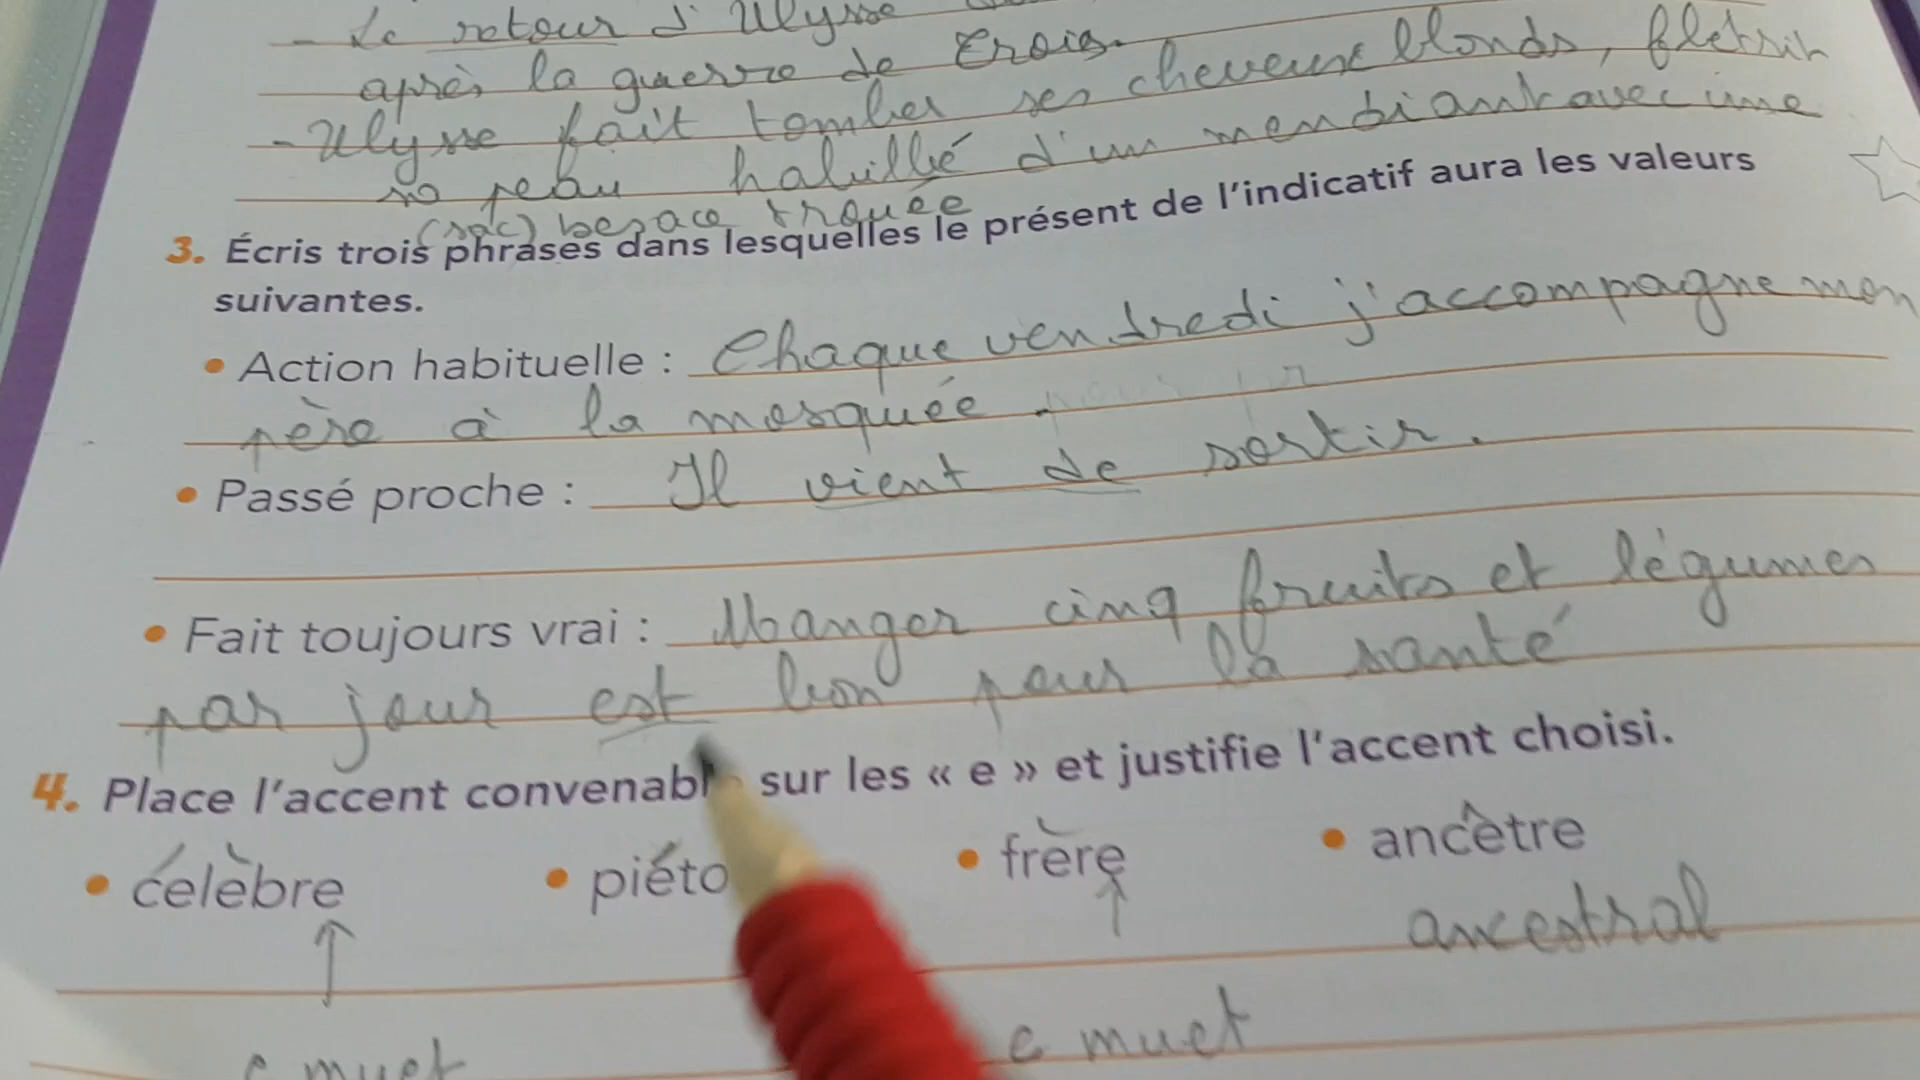 - Le retour d'Ulysse
après la guerre de Troie.
- Ulysse fait tomber ses cheveux blonds, flétrir
sa peau habillé d'un mendiant avec une
(sac) besace trouée
3. Écris trois phrases dans lesquelles le présent de l'indicatif aura les valeurs
suivantes.
• Action habituelle : Chaque vendredi j'accompagne mon
père à la mosquée.
• Passé proche : Il vient de sortir.
• Fait toujours vrai : Manger cinq fruits et légumes
par jour est bon pour la santé
4. Place l'accent convenabl sur les « e » et justifie l'accent choisi.
• célèbre • piéto • frère • ancêtre
ancestral
e muet e muet